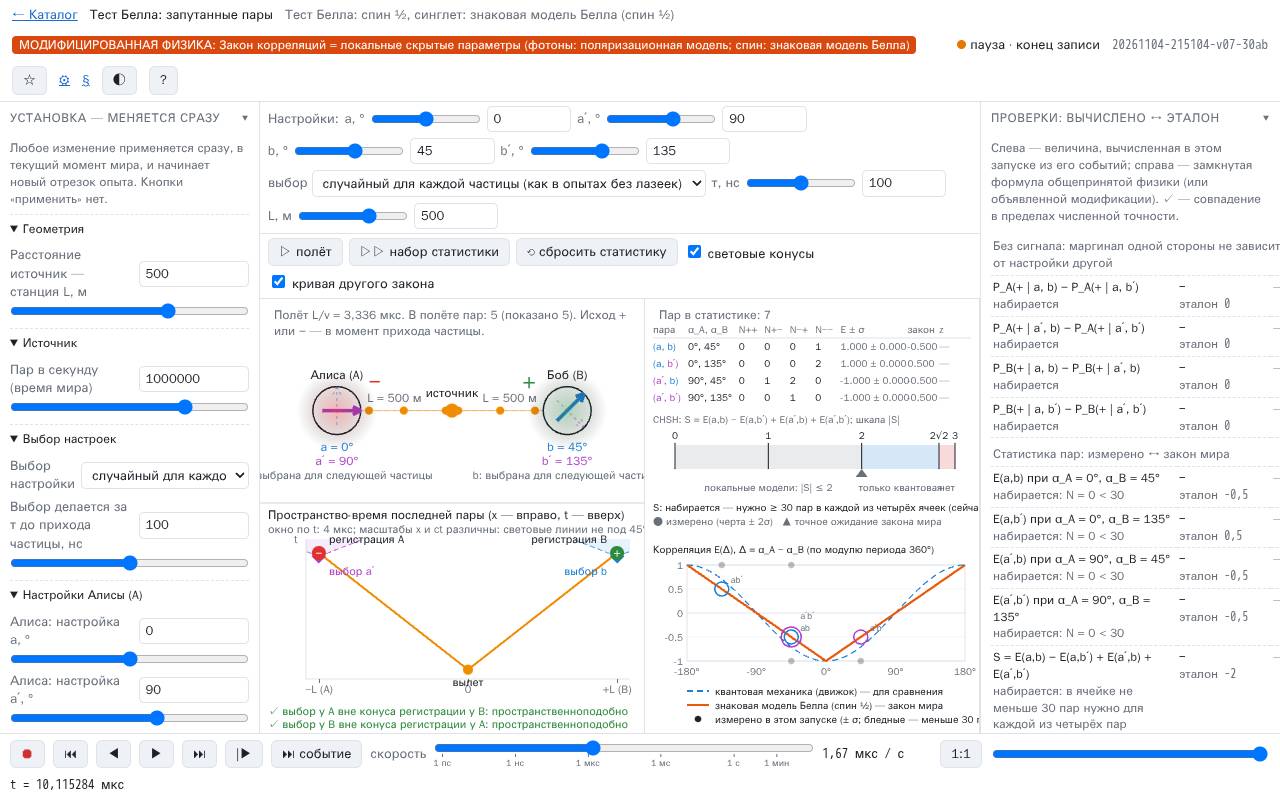 ← Каталог Тест Белла: запутанные пары Тест Белла: спин ½, синглет: знаковая модель Белла (спин ½)
МОДИФИЦИРОВАННАЯ ФИЗИКА: Закон корреляций = локальные скрытые параметры (фотоны: поляризационная модель; спин: знаковая модель Белла)
пауза · конец записи 20261104-215104-v07-30ab
☆ ⚙ § ◐ ?
УСТАНОВКА — МЕНЯЕТСЯ СРАЗУ ▼
Любое изменение применяется сразу, в
текущий момент мира, и начинает
новый отрезок опыта. Кнопки
«применить» нет.
▼ Геометрия
Расстояние
источник —
станция L, м
500
▼ Источник
Пар в секунду
(время мира)
1000000
▼ Выбор настроек
Выбор
настройки
случайный для каждо
Выбор делается за
τ до прихода
частицы, нс
100
▼ Настройки Алисы (A)
Алиса: настройка
a, °
0
Алиса: настройка
a′, °
90
Настройки: a, ° 0 a′, ° 90
b, ° 45 b′, ° 135
выбор случайный для каждой частицы (как в опытах без лазеек) τ, нс 100
L, м 500
▷ полёт ▷▷ набор статистики ⟲ сбросить статистику световые конусы
кривая другого закона
Полёт L/v = 3,336 мкс. В полёте пар: 5 (показано 5). Исход +
или − — в момент прихода частицы.
Алиса (A) − + Боб (B)
L = 500 м источник L = 500 м
a = 0° b = 45°
a′ = 90° b′ = 135°
выбрана для следующей частицы b: выбрана для следующей част
Пространство-время последней пары (x — вправо, t — вверх)
окно по t: 4 мкс; масштабы x и ct различны: световые линии не под 45°
t регистрация A регистрация B
− +
выбор a′ выбор b
вылет
−L (A) 0 +L (B)
✓ выбор у A вне конуса регистрации у B: пространственноподобно
✓ выбор у B вне конуса регистрации у A: пространственноподобно
Пар в статистике: 7
пара α_A, α_B N++ N+− N−+ N−− E ± σ закон z
(a, b) 0°, 45° 0 0 0 1 1.000 ± 0.000 -0.500 —
(a, b′) 0°, 135° 0 0 0 2 1.000 ± 0.000 0.500 —
(a′, b) 90°, 45° 0 1 2 0 -1.000 ± 0.000 -0.500 —
(a′, b′) 90°, 135° 0 0 1 0 -1.000 ± 0.000 -0.500 —
CHSH: S = E(a,b) − E(a,b′) + E(a′,b) + E(a′,b′); шкала |S|
0 1 2 2√2 3
локальные модели: |S| ≤ 2 только квантовая нет
S: набирается — нужно ≥ 30 пар в каждой из четырёх ячеек (сейча
измерено (черта ± 2σ) ▲ точное ожидание закона мира
Корреляция E(Δ), Δ = α_A − α_B (по модулю периода 360°)
1
0.5
0
-0.5
-1
ab′
a′b′
ab
-180° -90° 0° 90° 180°
квантовая механика (движок) — для сравнения
знаковая модель Белла (спин ½) — закон мира
измерено в этом запуске (± σ; бледные — меньше 30 п
ПРОВЕРКИ: ВЫЧИСЛЕНО ↔ ЭТАЛОН ▼
Слева — величина, вычисленная в этом
запуске из его событий; справа — замкнутая
формула общепринятой физики (или
объявленной модификации). ✓ — совпадение
в пределах численной точности.
Без сигнала: маргинал одной стороны не зависит
от настройки другой
P_A(+ | a, b) − P_A(+ | a, b′) −
набирается эталон 0 —
P_A(+ | a′, b) − P_A(+ | a′, b′) −
набирается эталон 0 —
P_B(+ | a, b) − P_B(+ | a′, b) −
набирается эталон 0 —
P_B(+ | a, b′) − P_B(+ | a′, b′) −
набирается эталон 0 —
Статистика пар: измерено ↔ закон мира
E(a,b) при α_A = 0°, α_B = 45° −
набирается: N = 0 < 30 эталон -0,5 —
E(a,b′) при α_A = 0°, α_B = 135° −
набирается: N = 0 < 30 эталон 0,5 —
E(a′,b) при α_A = 90°, α_B = 45° −
набирается: N = 0 < 30 эталон -0,5 —
E(a′,b′) при α_A = 90°, α_B =
135° −
набирается: N = 0 < 30 эталон -0,5 —
S = E(a,b) − E(a,b′) + E(a′,b) +
E(a′,b′) −
набирается: в ячейке не
меньше 30 пар нужно для
каждой из четырёх пар
эталон -2 —
⏮ ◀ ▶ ⏭ |▶ ⏭ событие скорость 1 пс 1 нс 1 мкс 1 мс 1 с 1 мин 1,67 мкс / с 1:1
t = 10,115284 мкс